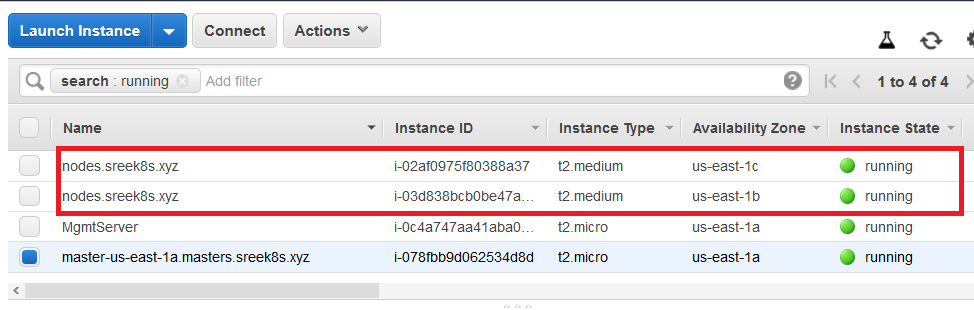 Launch Instance Connect Actions
search : running Add filter ? 1 to 4 of 4
Name Instance ID Instance Type Availability Zone Instance State
nodes.sreek8s.xyz i-02af0975f80388a37 t2.medium us-east-1c running
nodes.sreek8s.xyz i-03d838bcb0be47a... t2.medium us-east-1b running
MgmtServer i-0c4a747aa41aba0... t2.micro us-east-1a running
master-us-east-1a.masters.sreek8s.xyz i-078fbb9d062534d8d t2.micro us-east-1a running